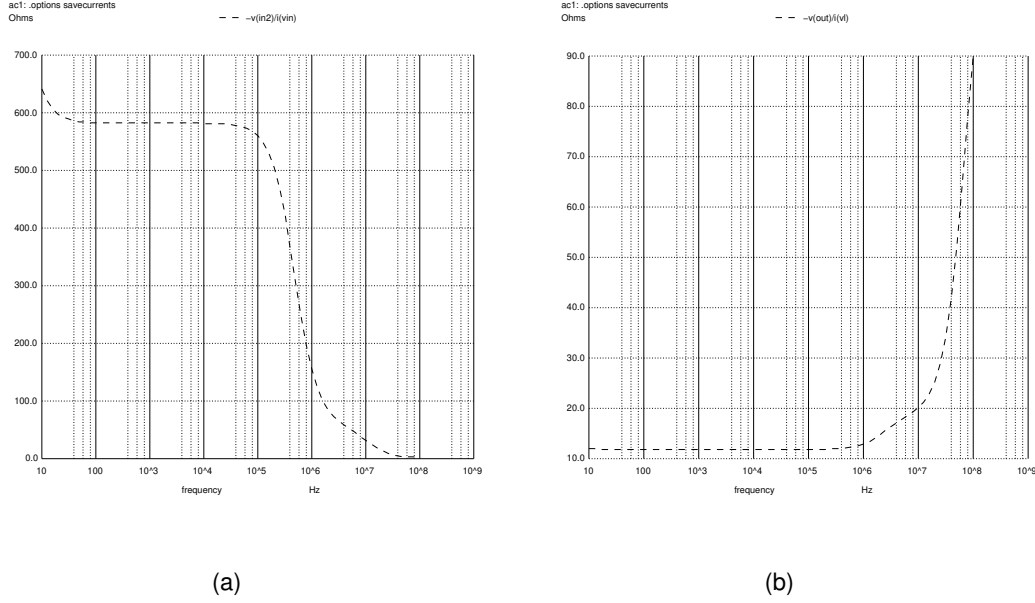 ac1: .options savecurrents
Ohms
−v(in2)/i(vin)
700.0
600.0
500.0
400.0
300.0
200.0
100.0
0.0
10 100 10^3 10^4 10^5 10^6 10^7 10^8 10^9
frequency Hz
(a)
ac1: .options savecurrents
Ohms
−v(out)/i(vl)
90.0
80.0
70.0
60.0
50.0
40.0
30.0
20.0
10.0
10 100 10^3 10^4 10^5 10^6 10^7 10^8 10^9
frequency Hz
(b)